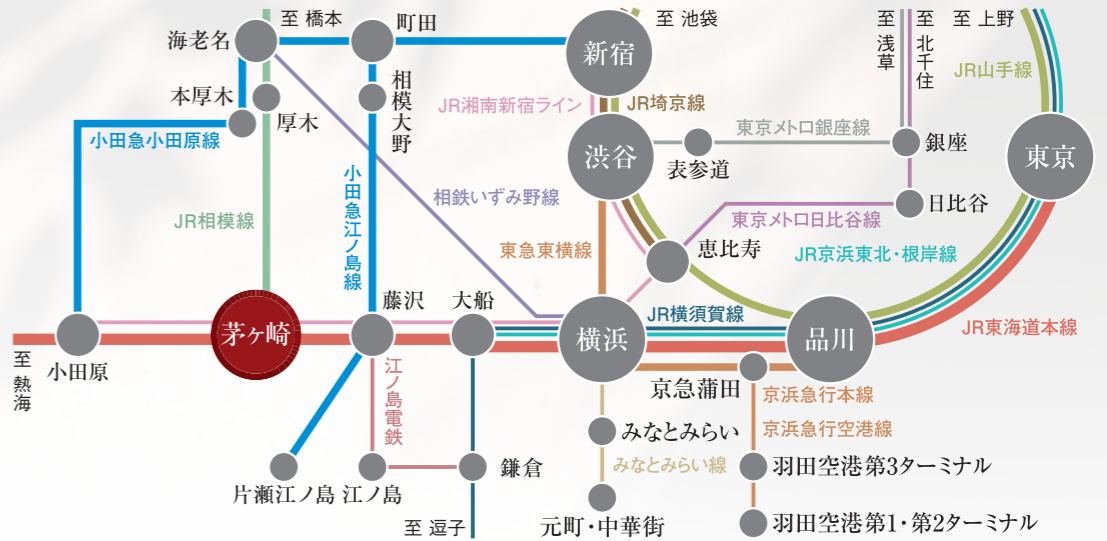 至 橋本
町田
至 池袋
至 浅草
至 北千住
至 上野
海老名
新宿
JR山手線
相模大野
本厚木
厚木
JR湘南新宿ライン
JR埼京線
小田急小田原線
東京メトロ銀座線
銀座
渋谷
表参道
東京
小田急江ノ島線
相鉄いずみ野線
日比谷
JR相模線
東京メトロ日比谷線
東急東横線
恵比寿
JR京浜東北・根岸線
藤沢
大船
JR横須賀線
茅ヶ崎
横浜
品川
JR東海道本線
至 熱海
小田原
江ノ島電鉄
京急蒲田
京浜急行本線
みなとみらい
京浜急行空港線
みなとみらい線
羽田空港第3ターミナル
片瀬江ノ島
江ノ島
鎌倉
至 逗子
元町・中華街
羽田空港第1・第2ターミナル